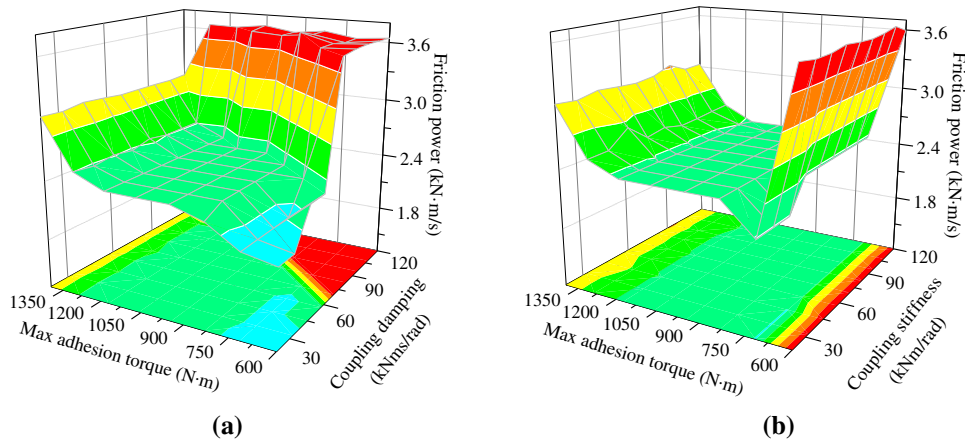 3.6
3.0
2.4
1.8
Friction power (kN·m/s)
1350
1200
1050
900
750
600
Max adhesion torque (N·m)
30
60
90
120
Coupling damping
(kNms/rad)
(a)
3.6
3.0
2.4
1.8
Friction power (kN·m/s)
1350
1200
1050
900
750
600
Max adhesion torque (N·m)
30
60
90
120
Coupling stiffness
(kNm/rad)
(b)